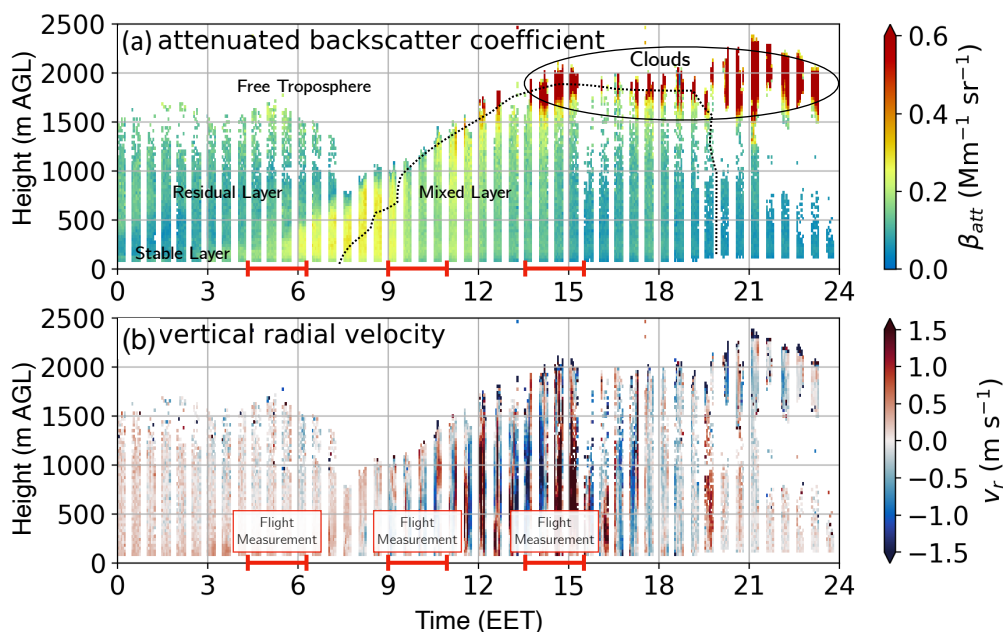 (a) attenuated backscatter coefficient
Clouds
Free Troposphere
Residual Layer
Mixed Layer
Stable Layer
Height (m AGL)
2500
2000
1500
1000
500
0
0 3 6 9 12 15 18 21 24
0.6
0.4
0.2
0.0
β_att (Mm⁻¹ sr⁻¹)
(b) vertical radial velocity
Height (m AGL)
2500
2000
1500
1000
500
0
Flight
Measurement
Flight
Measurement
Flight
Measurement
0 3 6 9 12 15 18 21 24
Time (EET)
1.5
1.0
0.5
0.0
−0.5
−1.0
−1.5
v_r (m s⁻¹)